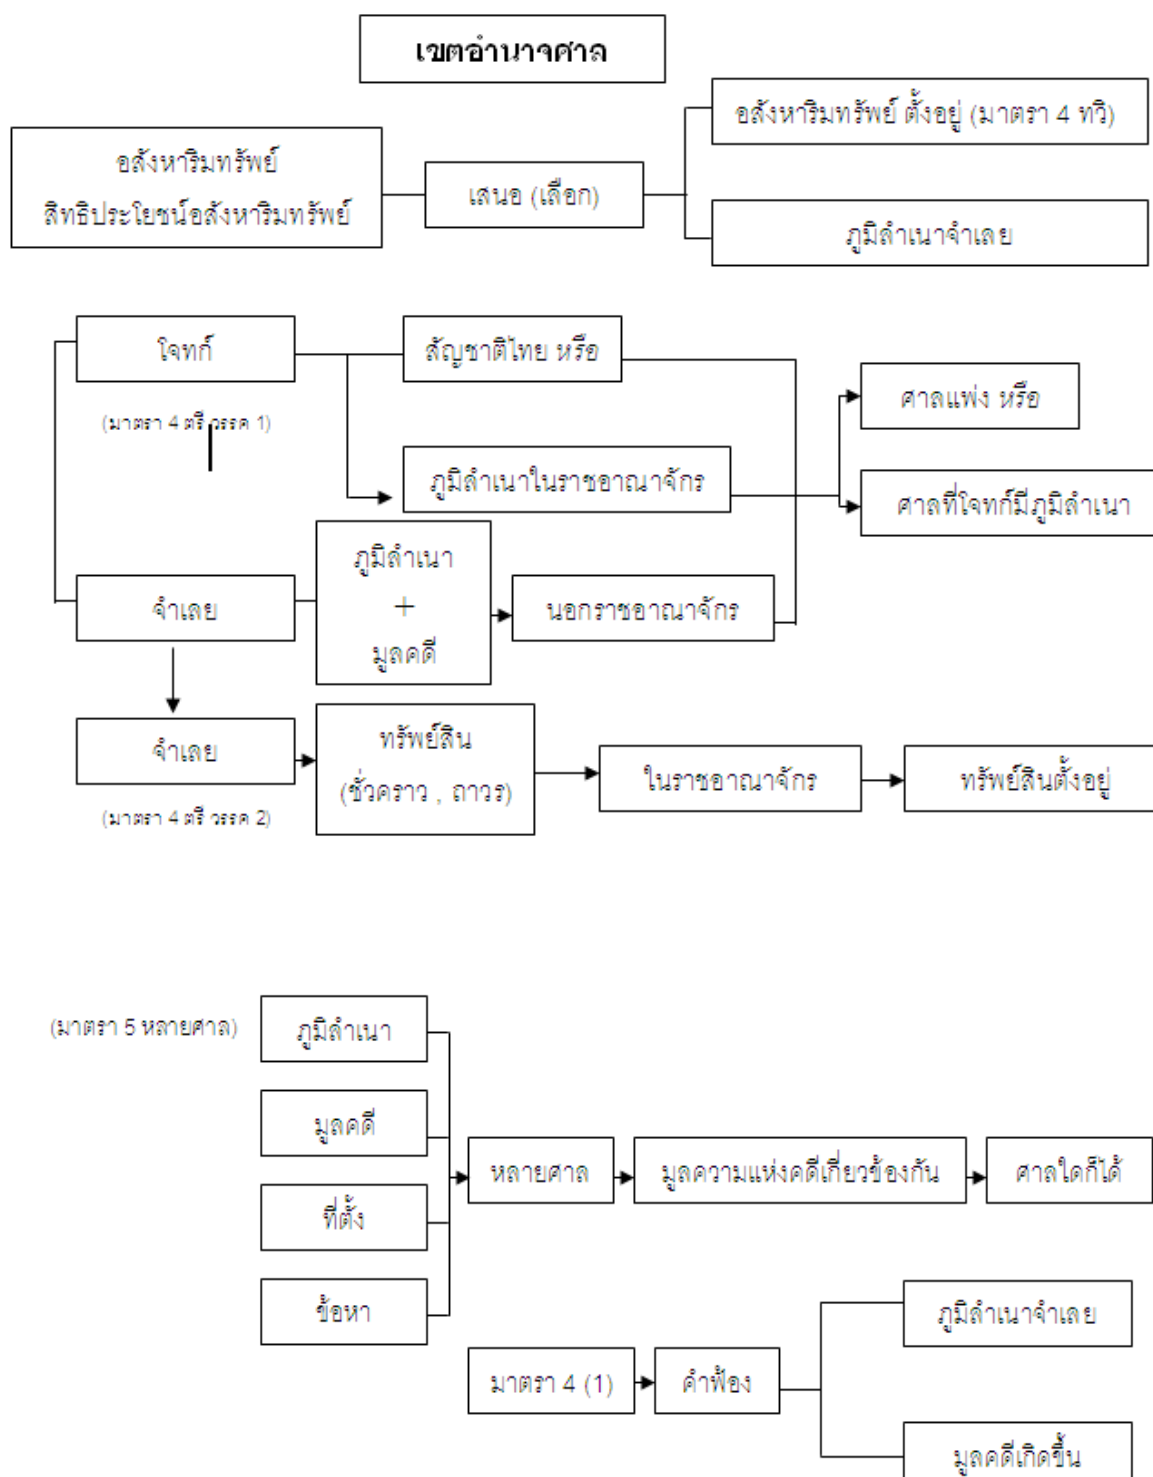 เขตอำนาจศาล
อสังหาริมทรัพย์
สิทธิประโยชน์อสังหาริมทรัพย์
เสนอ (เลือก)
อสังหาริมทรัพย์ ตั้งอยู่ (มาตรา 4 ทวิ)
ภูมิลำเนาจำเลย
โจทก์
(มาตรา 4 ตรี วรรค 1)
สัญชาติไทย หรือ
ภูมิลำเนาในราชอาณาจักร
ศาลแพ่ง หรือ
ศาลที่โจทก์มีภูมิลำเนา
จำเลย
ภูมิลำเนา
+
มูลคดี
นอกราชอาณาจักร
จำเลย
(มาตรา 4 ตรี วรรค 2)
ทรัพย์สิน
(ชั่วคราว , ถาวร)
ในราชอาณาจักร
ทรัพย์สินตั้งอยู่
(มาตรา 5 หลายศาล)
ภูมิลำเนา
มูลคดี
ที่ตั้ง
ข้อหา
หลายศาล
มูลความแห่งคดีเกี่ยวข้องกัน
ศาลใดก็ได้
มาตรา 4 (1)
คำฟ้อง
ภูมิลำเนาจำเลย
มูลคดีเกิดขึ้น